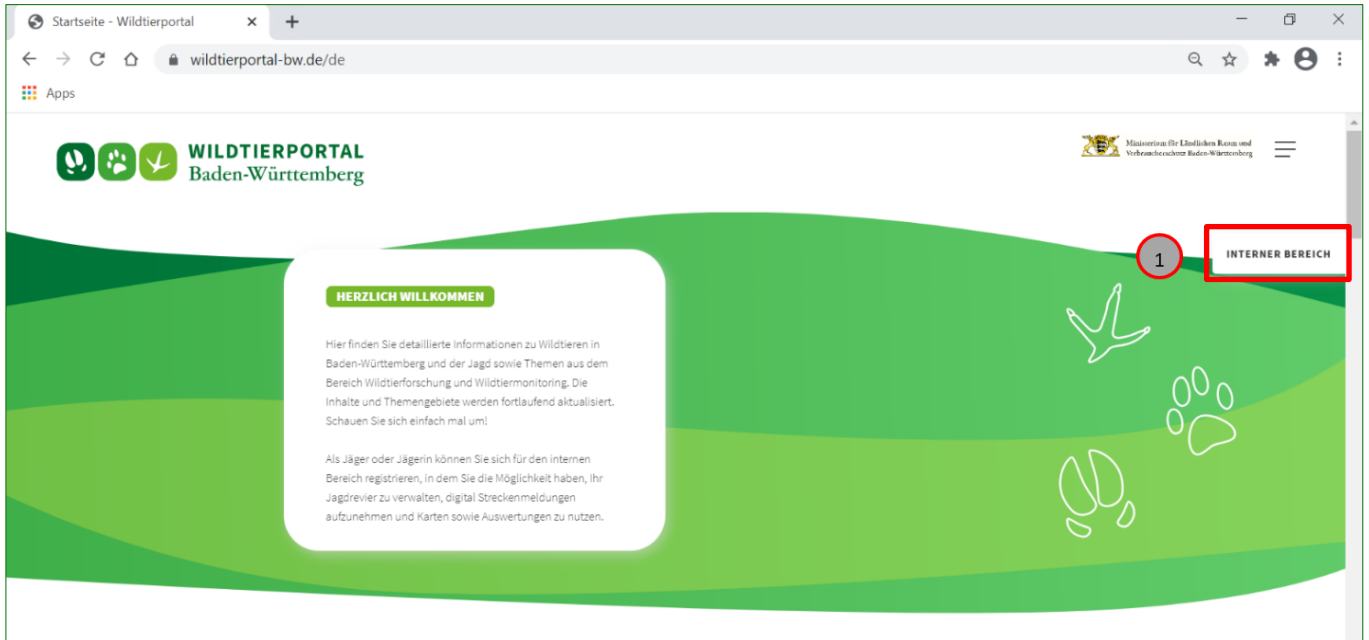 Startseite - Wildtierportal
wildtierportal-bw.de/de
Apps
WILDTIERPORTAL
Baden-Württemberg
Ministerium für Ländlichen Raum und
Verbraucherschutz Baden-Württemberg
1
INTERNER BEREICH
HERZLICH WILLKOMMEN
Hier finden Sie detaillierte Informationen zu Wildtieren in
Baden-Württemberg und der Jagd sowie Themen aus dem
Bereich Wildtierforschung und Wildtiermonitoring. Die
Inhalte und Themengebiete werden fortlaufend aktualisiert.
Schauen Sie sich einfach mal um!
Als Jäger oder Jägerin können Sie sich für den internen
Bereich registrieren, in dem Sie die Möglichkeit haben, Ihr
Jagdrevier zu verwalten, digital Streckenmeldungen
aufzunehmen und Karten sowie Auswertungen zu nutzen.